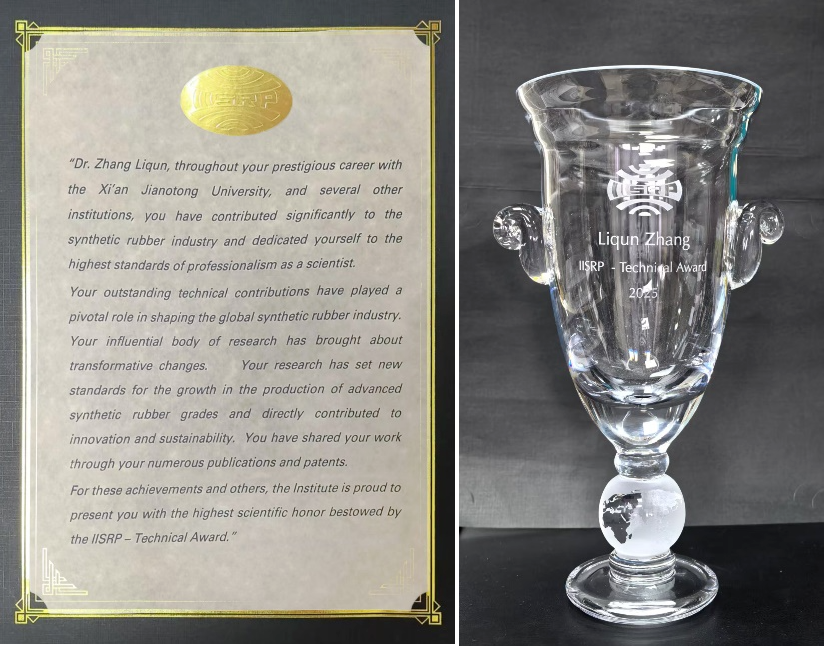 IISRP
"Dr. Zhang Liqun, throughout your prestigious career with
the Xi'an Jianotong University, and several other
institutions, you have contributed significantly to the
synthetic rubber industry and dedicated yourself to the
highest standards of professionalism as a scientist.
Your outstanding technical contributions have played a
pivotal role in shaping the global synthetic rubber industry.
Your influential body of research has brought about
transformative changes. Your research has set new
standards for the growth in the production of advanced
synthetic rubber grades and directly contributed to
innovation and sustainability. You have shared your work
through your numerous publications and patents.
For these achievements and others, the Institute is proud to
present you with the highest scientific honor bestowed by
the IISRP – Technical Award."
IISRP
Liqun Zhang
IISRP - Technical Award
2025